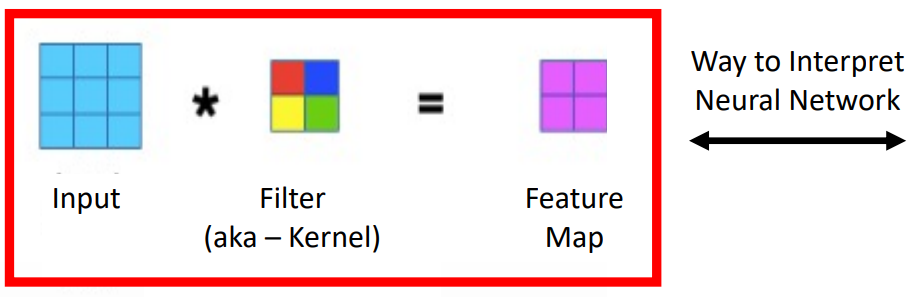 *
=
Input
Filter
(aka – Kernel)
Feature
Map
Way to Interpret
Neural Network